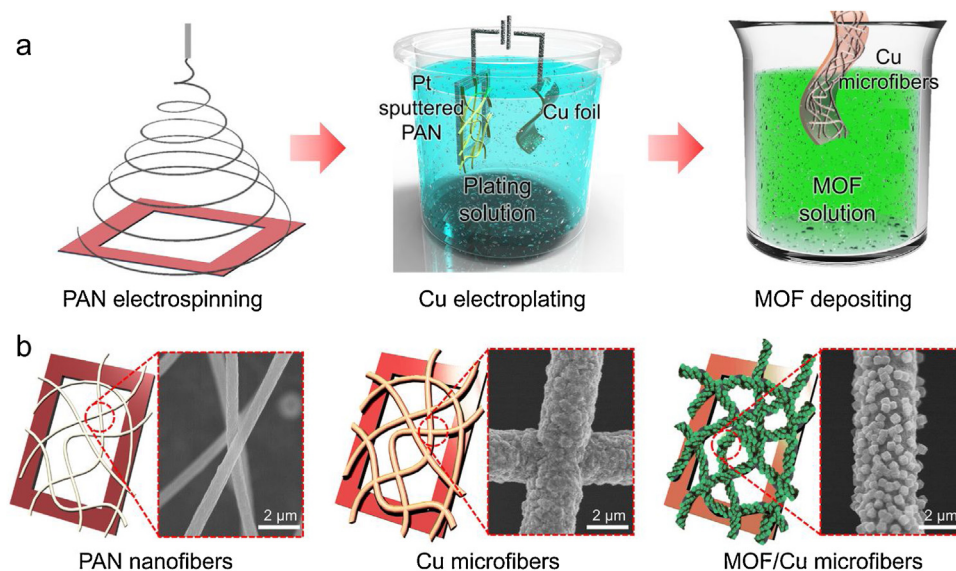 a
Pt
sputtered
PAN
Cu foil
Plating
solution
Cu
microfibers
MOF
solution
PAN electrospinning
Cu electroplating
MOF depositing
b
2 μm
2 μm
2 μm
PAN nanofibers
Cu microfibers
MOF/Cu microfibers